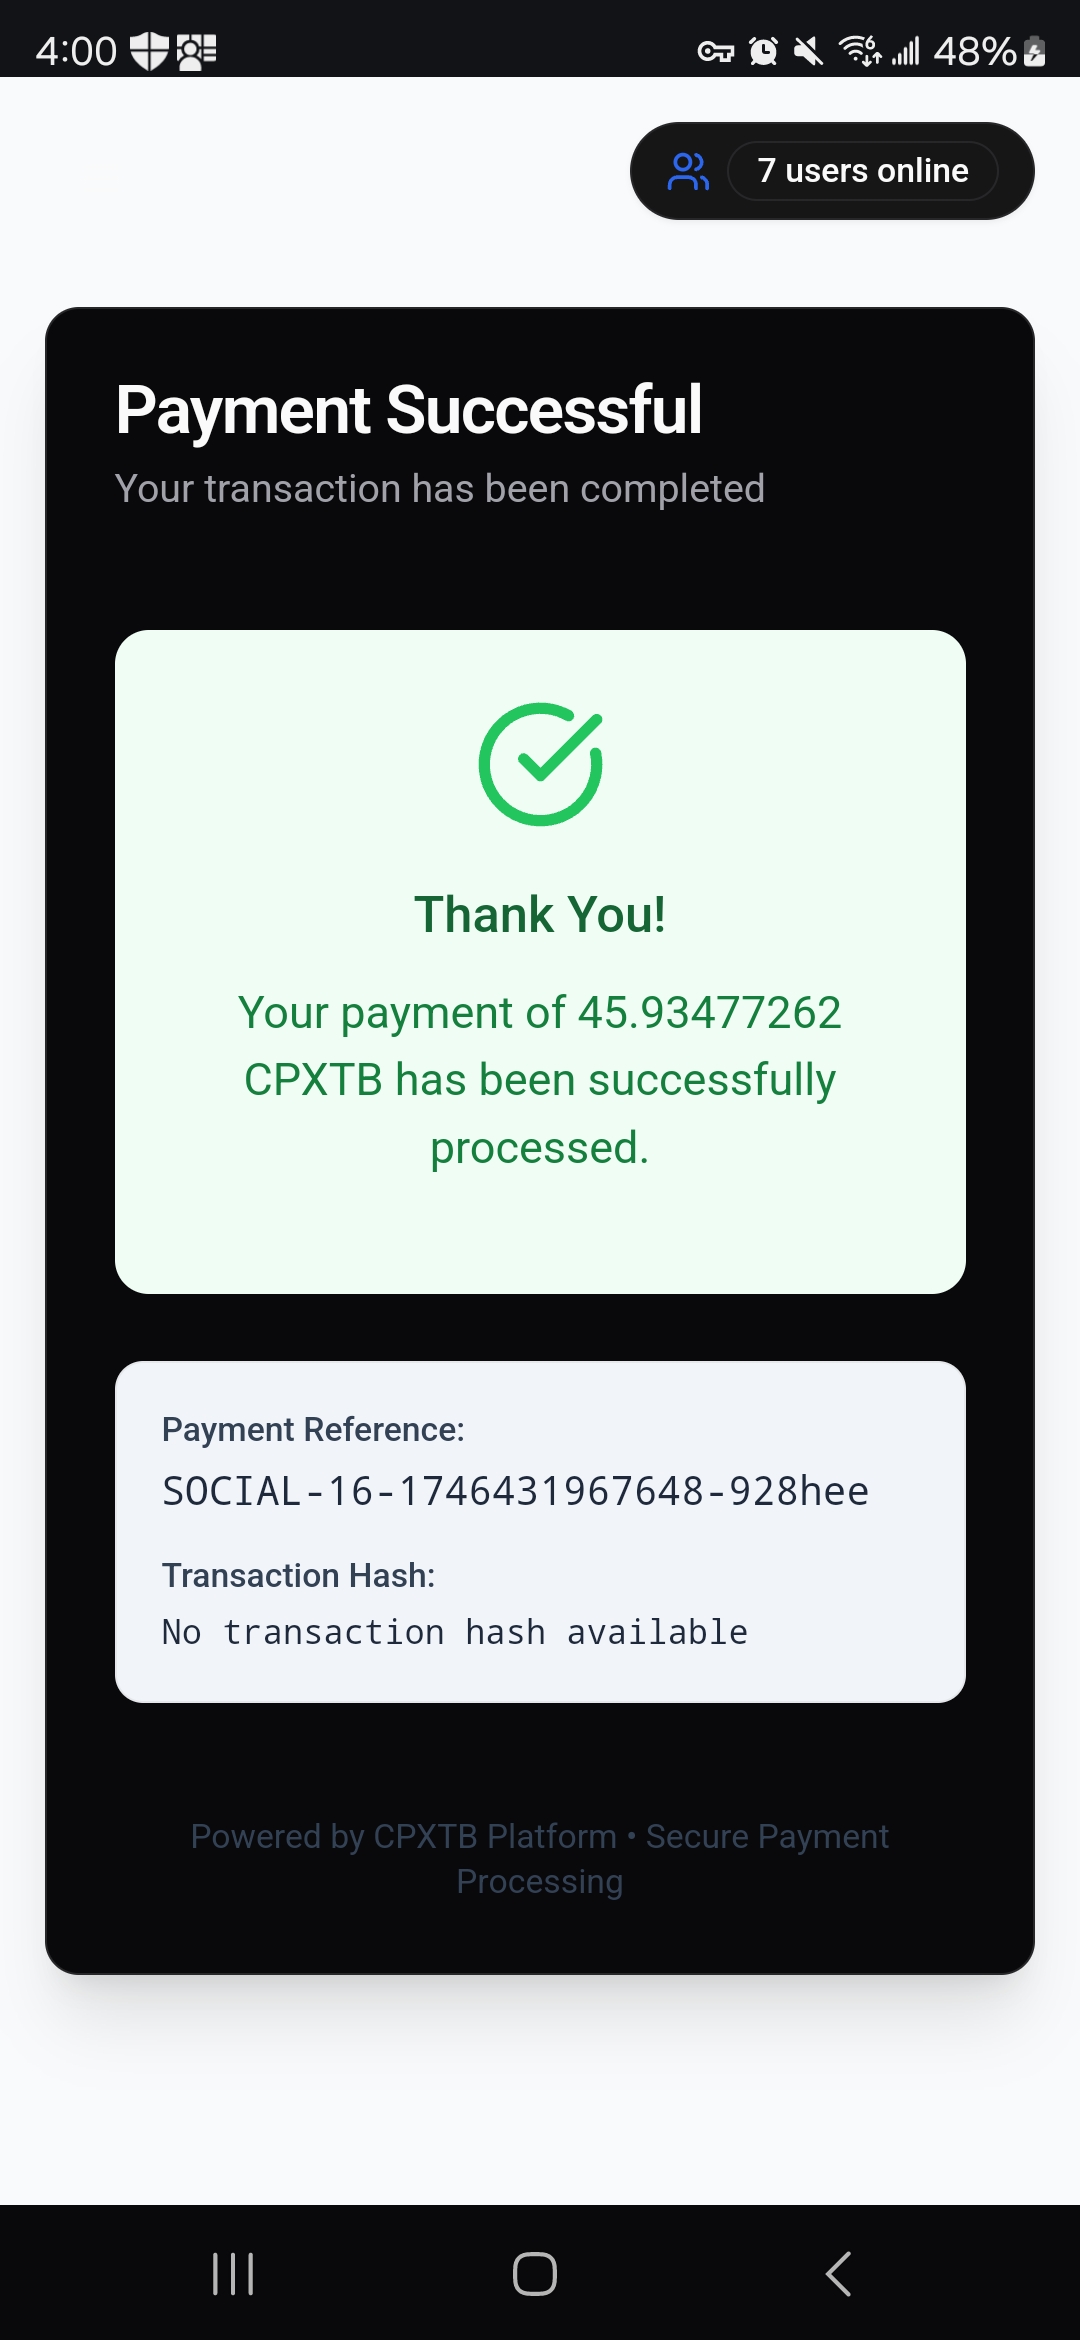 4:00
6
48%
7 users online
Payment Successful
Your transaction has been completed
Thank You!
Your payment of 45.93477262
CPXTB has been successfully
processed.
Payment Reference:
SOCIAL-16-1746431967648-928hee
Transaction Hash:
No transaction hash available
Powered by CPXTB Platform • Secure Payment
Processing